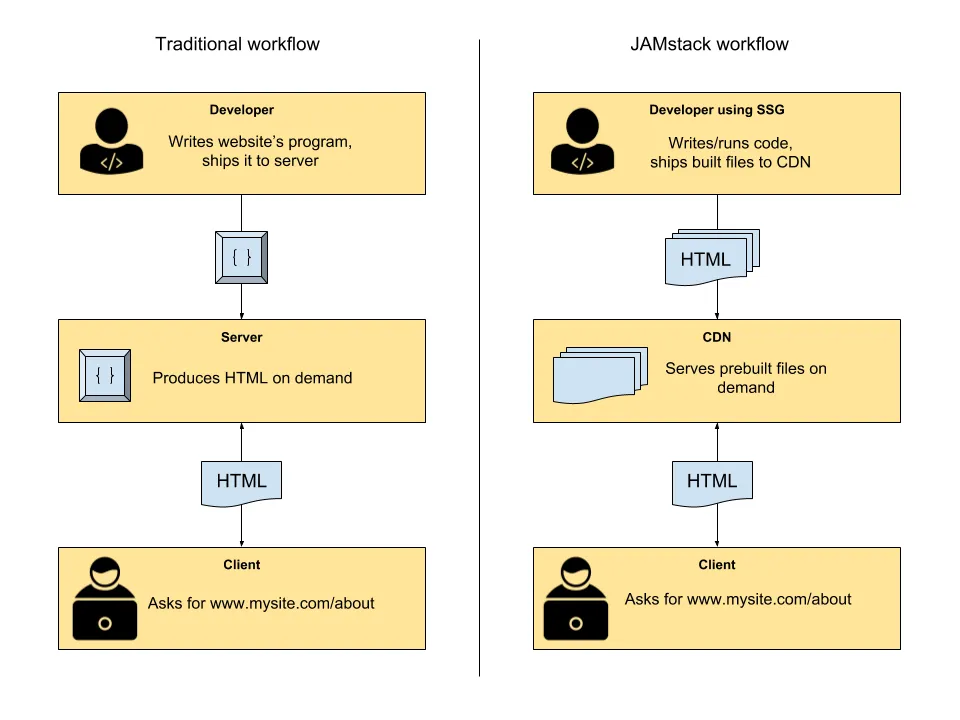 Traditional workflow
Developer
</>
Writes website's program,
ships it to server
{ }
Server
{ }
Produces HTML on demand
HTML
Client
Asks for www.mysite.com/about
JAMstack workflow
Developer using SSG
</>
Writes/runs code,
ships built files to CDN
HTML
CDN
Serves prebuilt files on
demand
HTML
Client
Asks for www.mysite.com/about